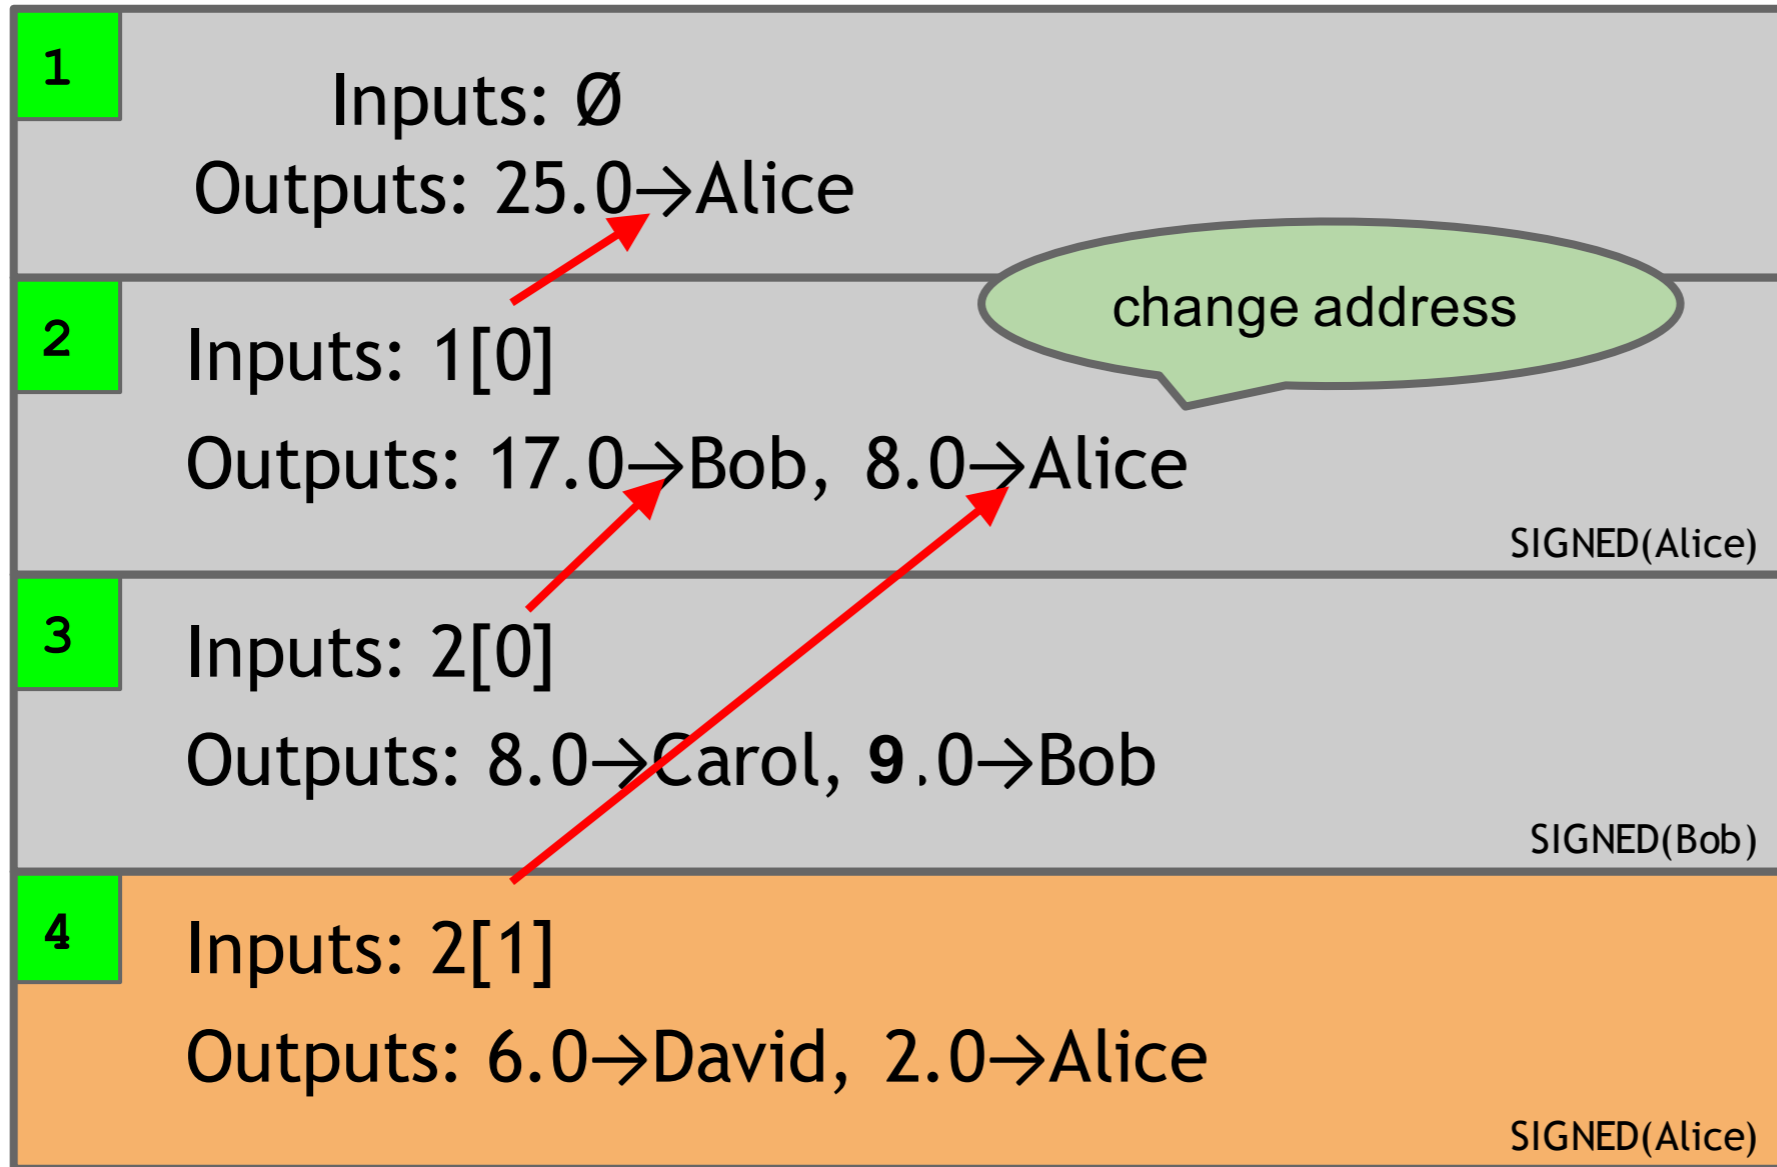 1
Inputs: Ø
Outputs: 25.0→Alice
change address
2
Inputs: 1[0]
Outputs: 17.0→Bob, 8.0→Alice
SIGNED(Alice)
3
Inputs: 2[0]
Outputs: 8.0→Carol, 9.0→Bob
SIGNED(Bob)
4
Inputs: 2[1]
Outputs: 6.0→David, 2.0→Alice
SIGNED(Alice)